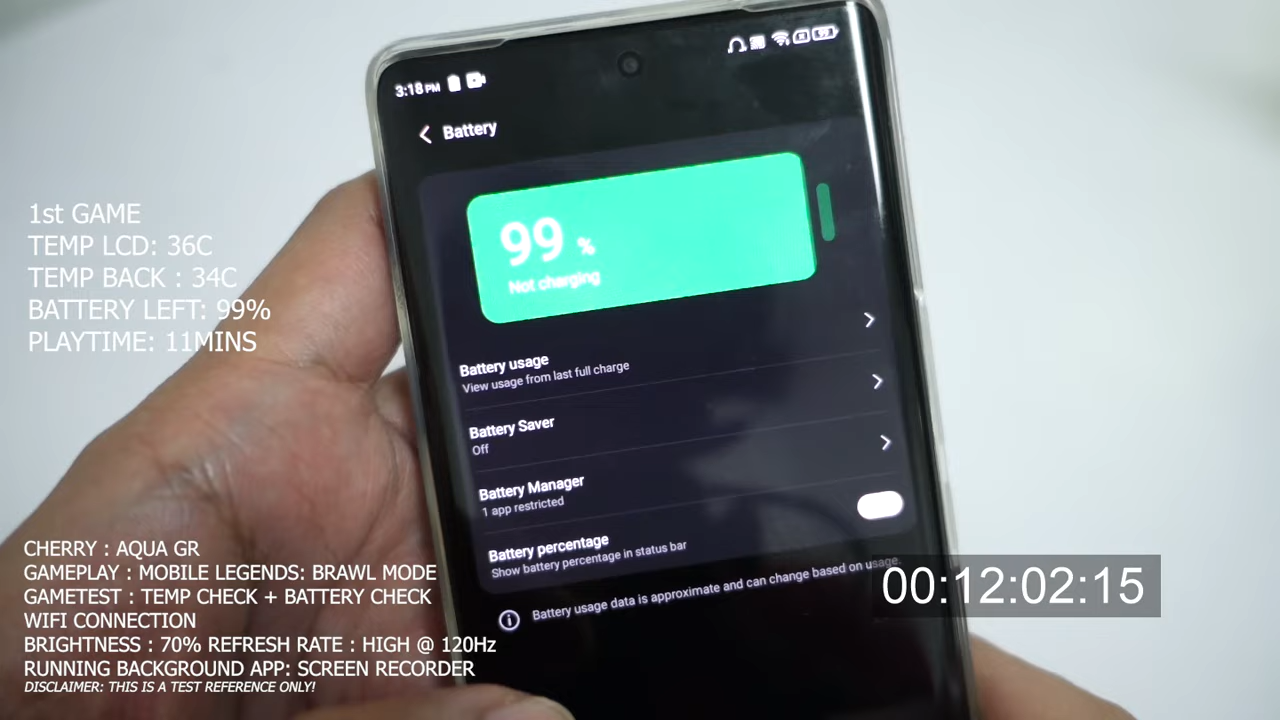 3:18 PM
Battery
99 %
Not charging
Battery usage
View usage from last full charge
Battery Saver
Off
Battery Manager
1 app restricted
Battery percentage
Show battery percentage in status bar
Battery usage data is approximate and can change based on usage.
1st GAME
TEMP LCD: 36C
TEMP BACK : 34C
BATTERY LEFT: 99%
PLAYTIME: 11MINS
CHERRY : AQUA GR
GAMEPLAY : MOBILE LEGENDS: BRAWL MODE
GAMETEST : TEMP CHECK + BATTERY CHECK
WIFI CONNECTION
BRIGHTNESS : 70% REFRESH RATE : HIGH @ 120Hz
RUNNING BACKGROUND APP: SCREEN RECORDER
DISCLAIMER: THIS IS A TEST REFERENCE ONLY!
00:12:02:15